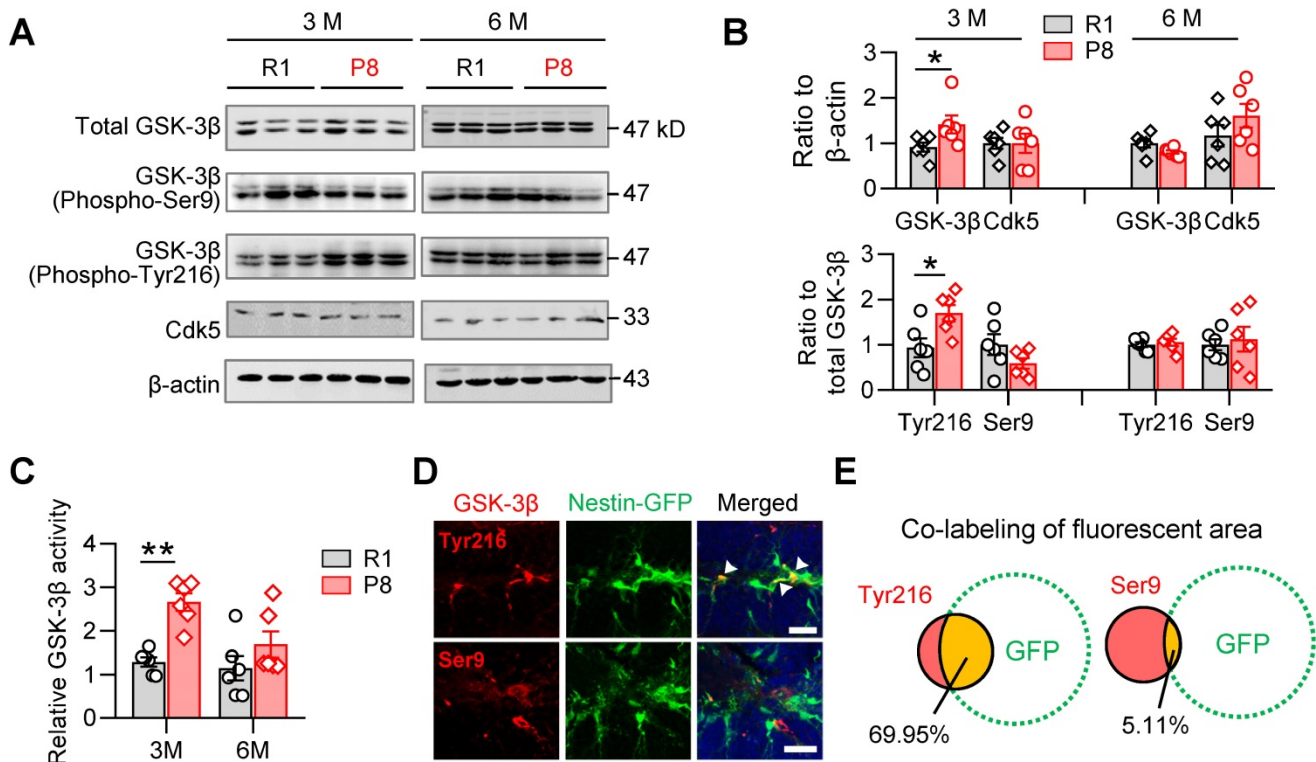 A
3 M
6 M
R1
P8
R1
P8
Total GSK-3β
47 kD
GSK-3β
(Phospho-Ser9)
47
GSK-3β
(Phospho-Tyr216)
47
Cdk5
33
β-actin
43
B
3 M
R1
P8
6 M
Ratio to
β-actin
3
2
1
0
*
GSK-3β Cdk5
GSK-3β Cdk5
Ratio to
total GSK-3β
3
2
1
0
*
Tyr216 Ser9
Tyr216 Ser9
C
Relative GSK-3β activity
4
3
2
1
0
**
R1
P8
3M
6M
D
GSK-3β
Nestin-GFP
Merged
Tyr216
Ser9
E
Co-labeling of fluorescent area
Tyr216
GFP
69.95%
Ser9
GFP
5.11%